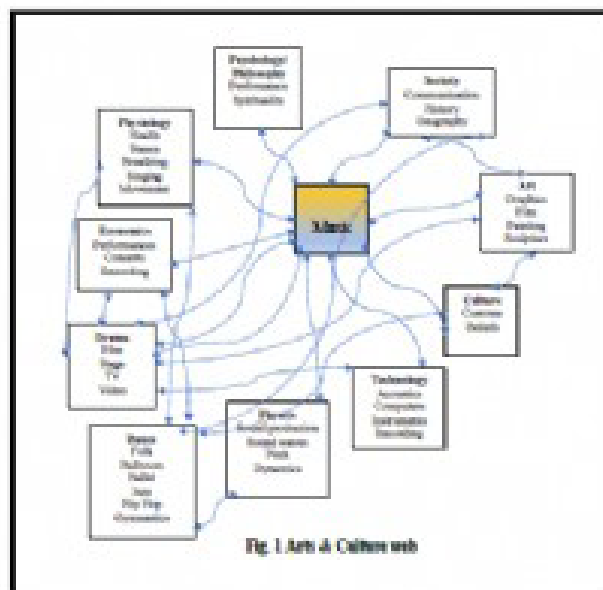 Psychology/
Philosophy
Performance
Spirituality
Society
Communication
History
Geography
Physiology
Health
Senses
Breathing
Singing
Movement
Art
Graphics
Film
Painting
Sculpture
Music
Economics
Performances
Concerts
Recording
Culture
Customs
Beliefs
Drama
Film
Stage
TV
Video
Technology
Acoustics
Computers
Instruments
Recording
Physics
Sound waves
Pitch
Dynamics
Dance
Folk
Ballroom
Ballet
Jazz
Hip Hop
Gymnastics
Fig. 1 Arts & Culture web